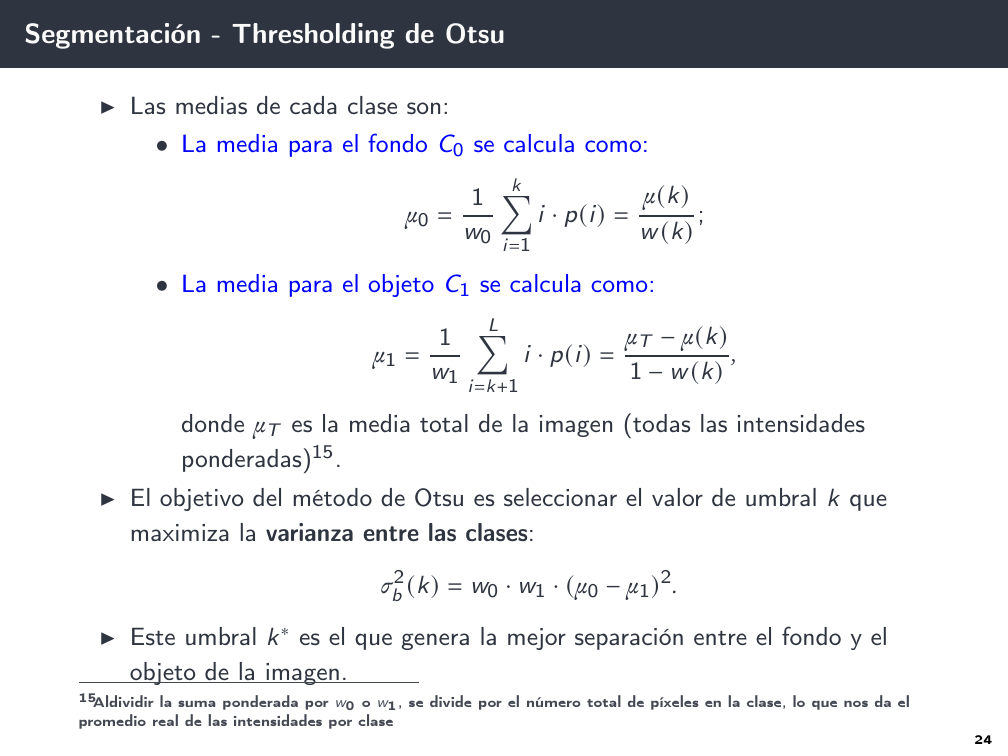 Segmentación - Thresholding de Otsu
▶ Las medias de cada clase son:
• La media para el fondo C₀ se calcula como:
μ₀ = 1/w₀ ∑_{i=1}^{k} i · p(i) = μ(k)/w(k) ;
• La media para el objeto C₁ se calcula como:
μ₁ = 1/w₁ ∑_{i=k+1}^{L} i · p(i) = (μ_T − μ(k))/(1 − w(k)) ,
donde μ_T es la media total de la imagen (todas las intensidades
ponderadas)¹⁵.
▶ El objetivo del método de Otsu es seleccionar el valor de umbral k que
maximiza la varianza entre las clases:
σ_b²(k) = w₀ · w₁ · (μ₀ − μ₁)².
▶ Este umbral k* es el que genera la mejor separación entre el fondo y el
objeto de la imagen.
¹⁵Aldividir la suma ponderada por w₀ o w₁, se divide por el número total de píxeles en la clase, lo que nos da el
promedio real de las intensidades por clase
24